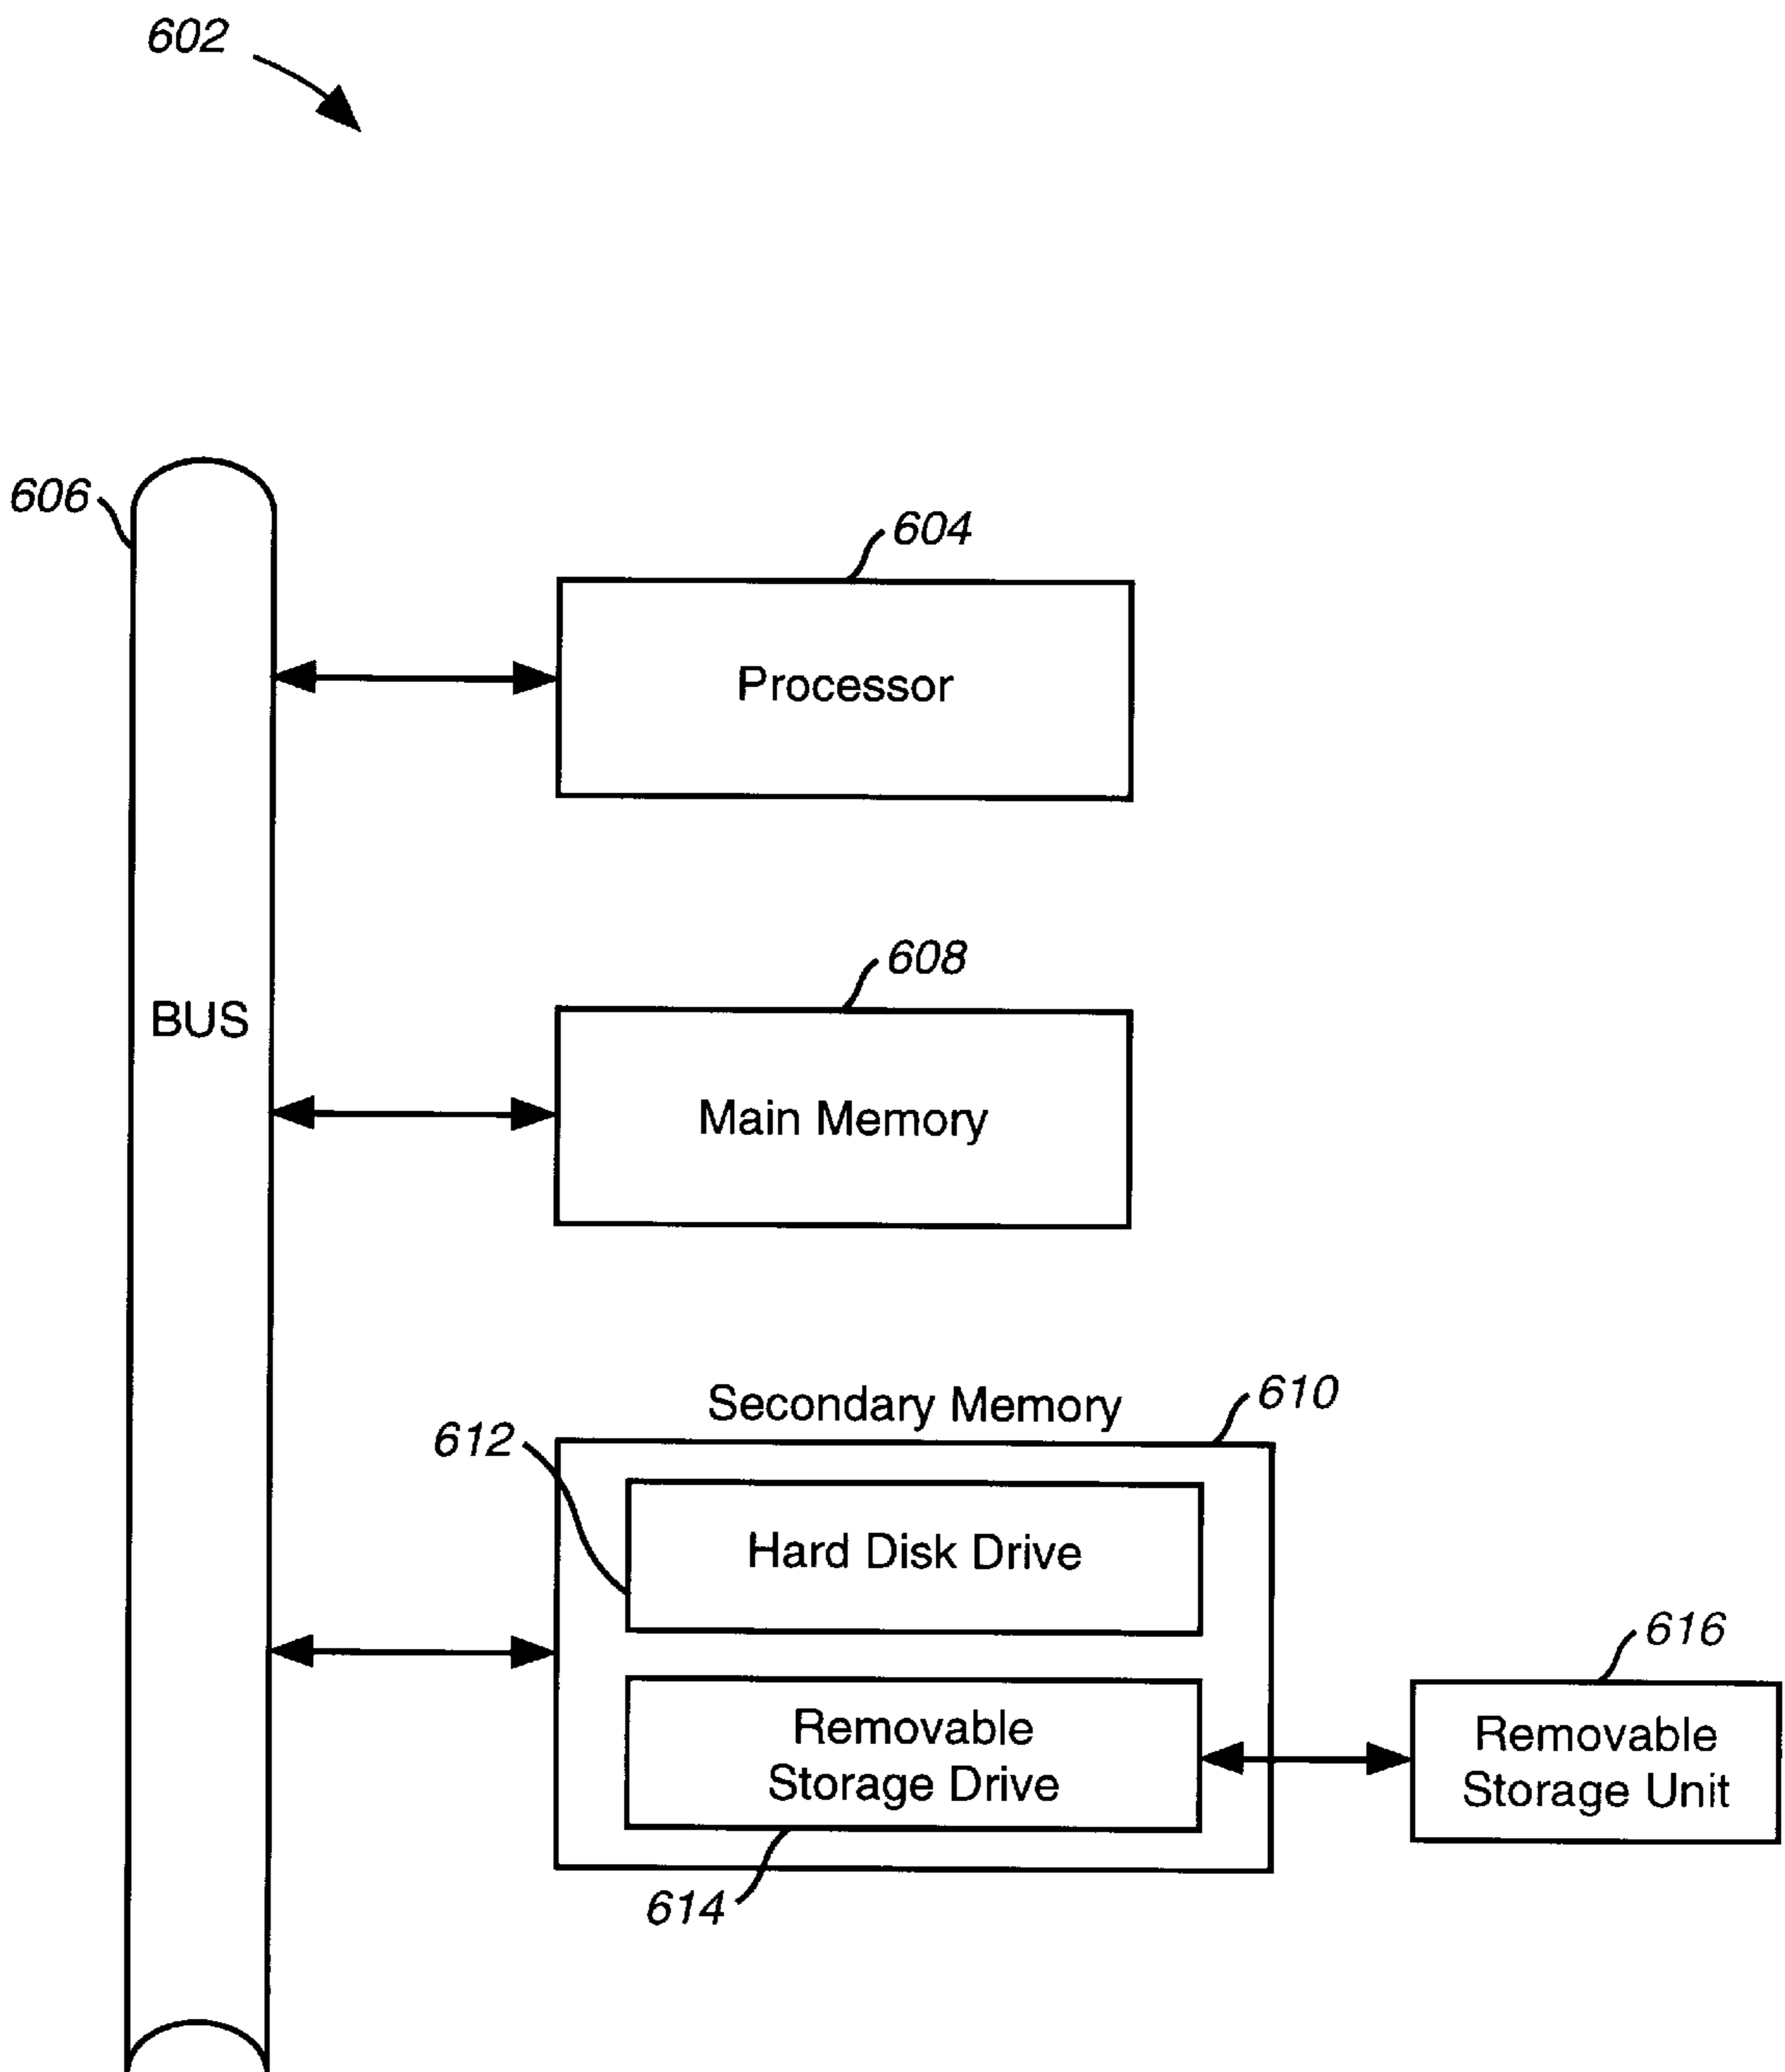 602
606
604
Processor
608
BUS
Main Memory
Secondary Memory
610
612
Hard Disk Drive
616
Removable
Storage Drive
Removable
Storage Unit
614